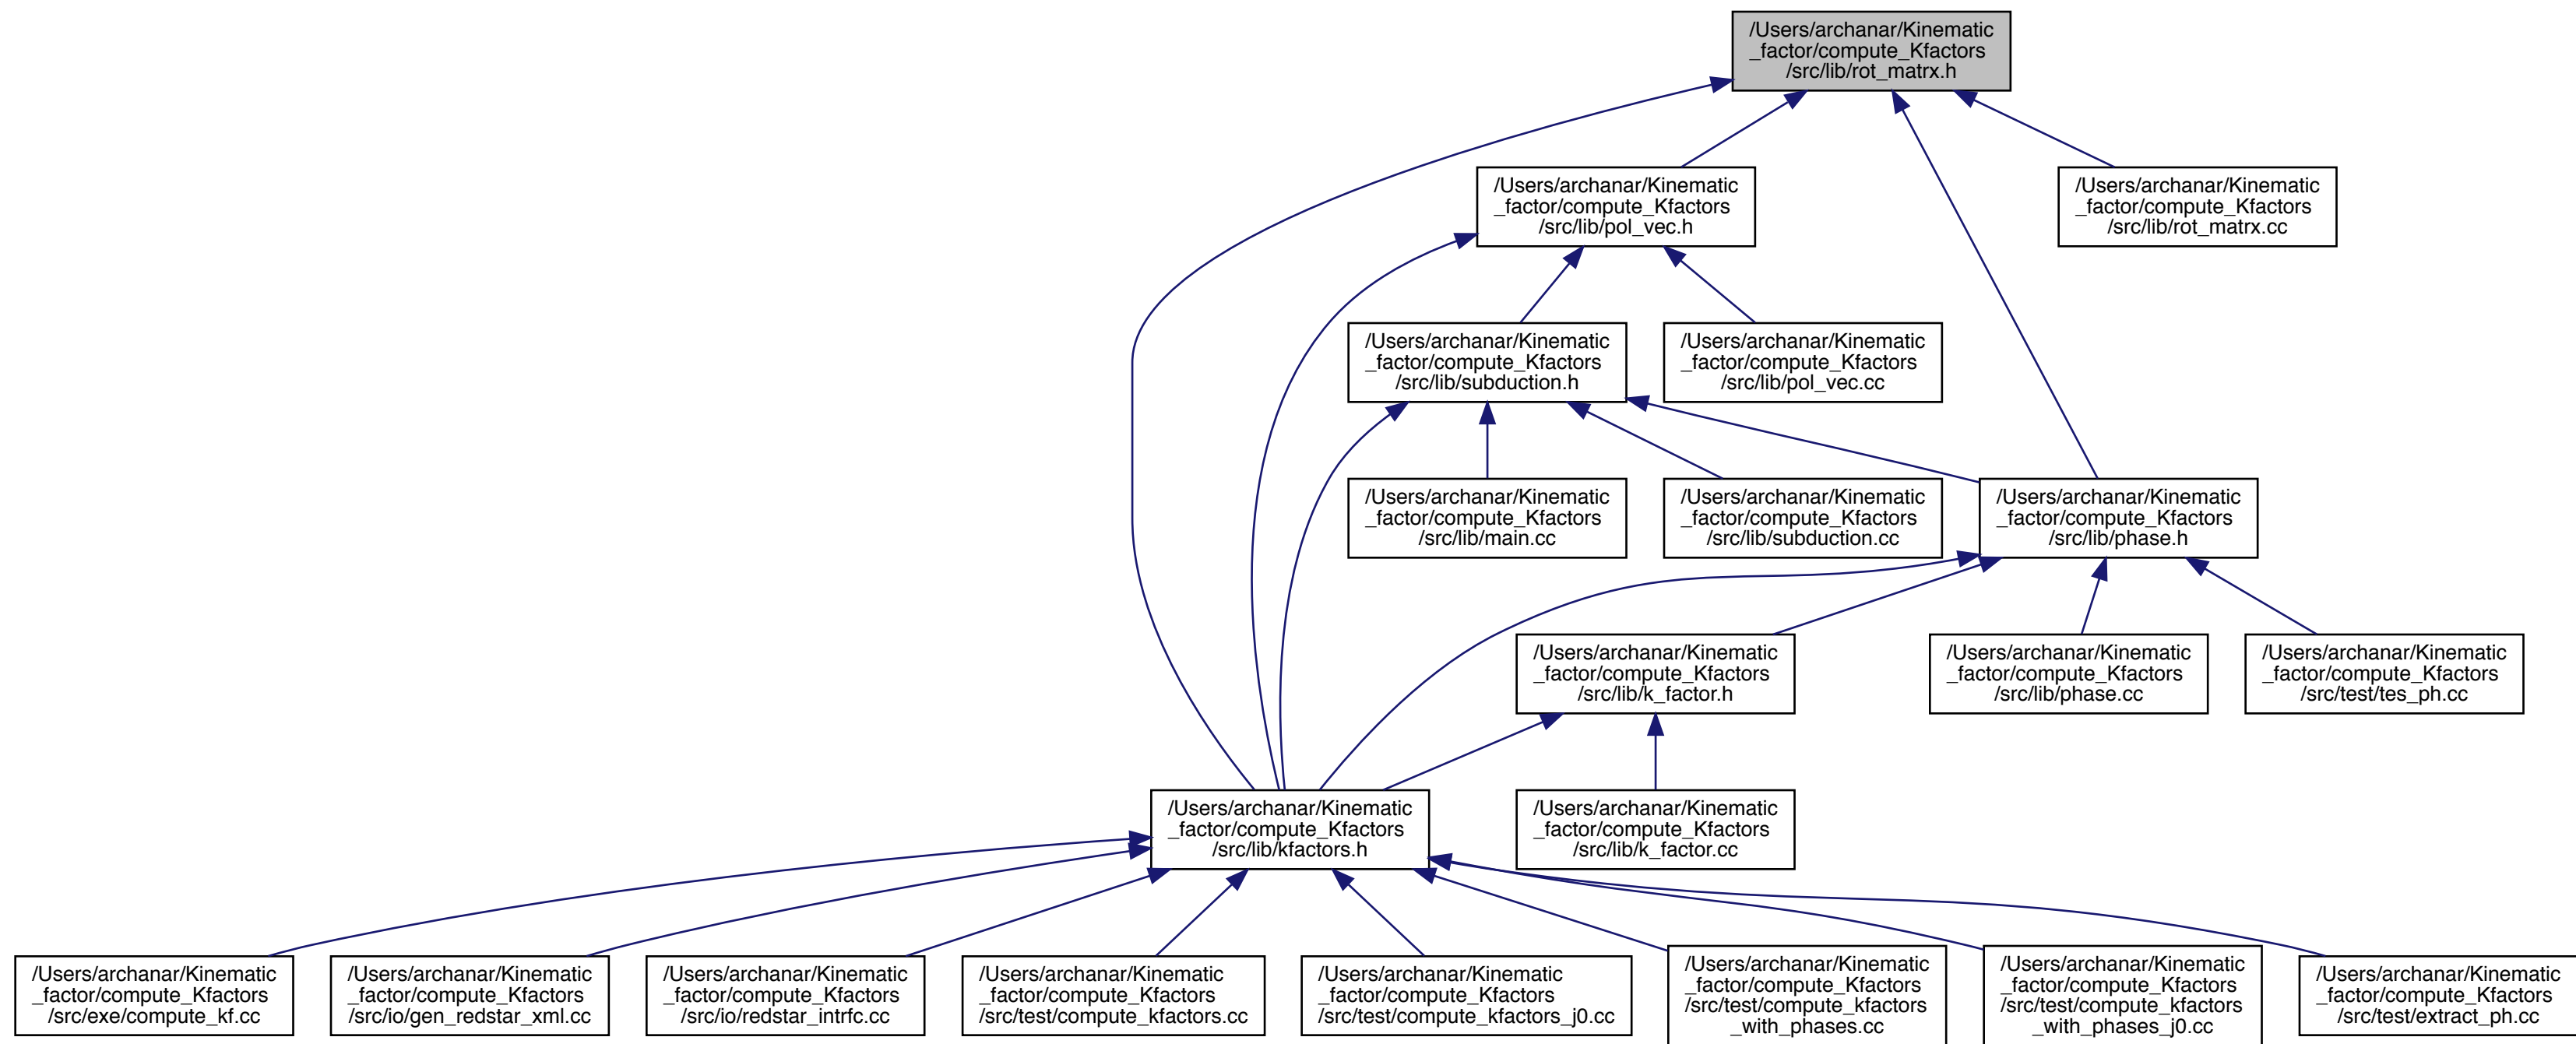 /Users/archanar/Kinematic
_factor/compute_Kfactors
/src/lib/rot_matrx.h
/Users/archanar/Kinematic
_factor/compute_Kfactors
/src/lib/pol_vec.h
/Users/archanar/Kinematic
_factor/compute_Kfactors
/src/lib/rot_matrx.cc
/Users/archanar/Kinematic
_factor/compute_Kfactors
/src/lib/subduction.h
/Users/archanar/Kinematic
_factor/compute_Kfactors
/src/lib/pol_vec.cc
/Users/archanar/Kinematic
_factor/compute_Kfactors
/src/lib/main.cc
/Users/archanar/Kinematic
_factor/compute_Kfactors
/src/lib/subduction.cc
/Users/archanar/Kinematic
_factor/compute_Kfactors
/src/lib/phase.h
/Users/archanar/Kinematic
_factor/compute_Kfactors
/src/lib/k_factor.h
/Users/archanar/Kinematic
_factor/compute_Kfactors
/src/lib/phase.cc
/Users/archanar/Kinematic
_factor/compute_Kfactors
/src/test/tes_ph.cc
/Users/archanar/Kinematic
_factor/compute_Kfactors
/src/lib/kfactors.h
/Users/archanar/Kinematic
_factor/compute_Kfactors
/src/lib/k_factor.cc
/Users/archanar/Kinematic
_factor/compute_Kfactors
/src/exe/compute_kf.cc
/Users/archanar/Kinematic
_factor/compute_Kfactors
/src/io/gen_redstar_xml.cc
/Users/archanar/Kinematic
_factor/compute_Kfactors
/src/io/redstar_intrfc.cc
/Users/archanar/Kinematic
_factor/compute_Kfactors
/src/test/compute_kfactors.cc
/Users/archanar/Kinematic
_factor/compute_Kfactors
/src/test/compute_kfactors_j0.cc
/Users/archanar/Kinematic
_factor/compute_Kfactors
/src/test/compute_kfactors
_with_phases.cc
/Users/archanar/Kinematic
_factor/compute_Kfactors
/src/test/compute_kfactors
_with_phases_j0.cc
/Users/archanar/Kinematic
_factor/compute_Kfactors
/src/test/extract_ph.cc